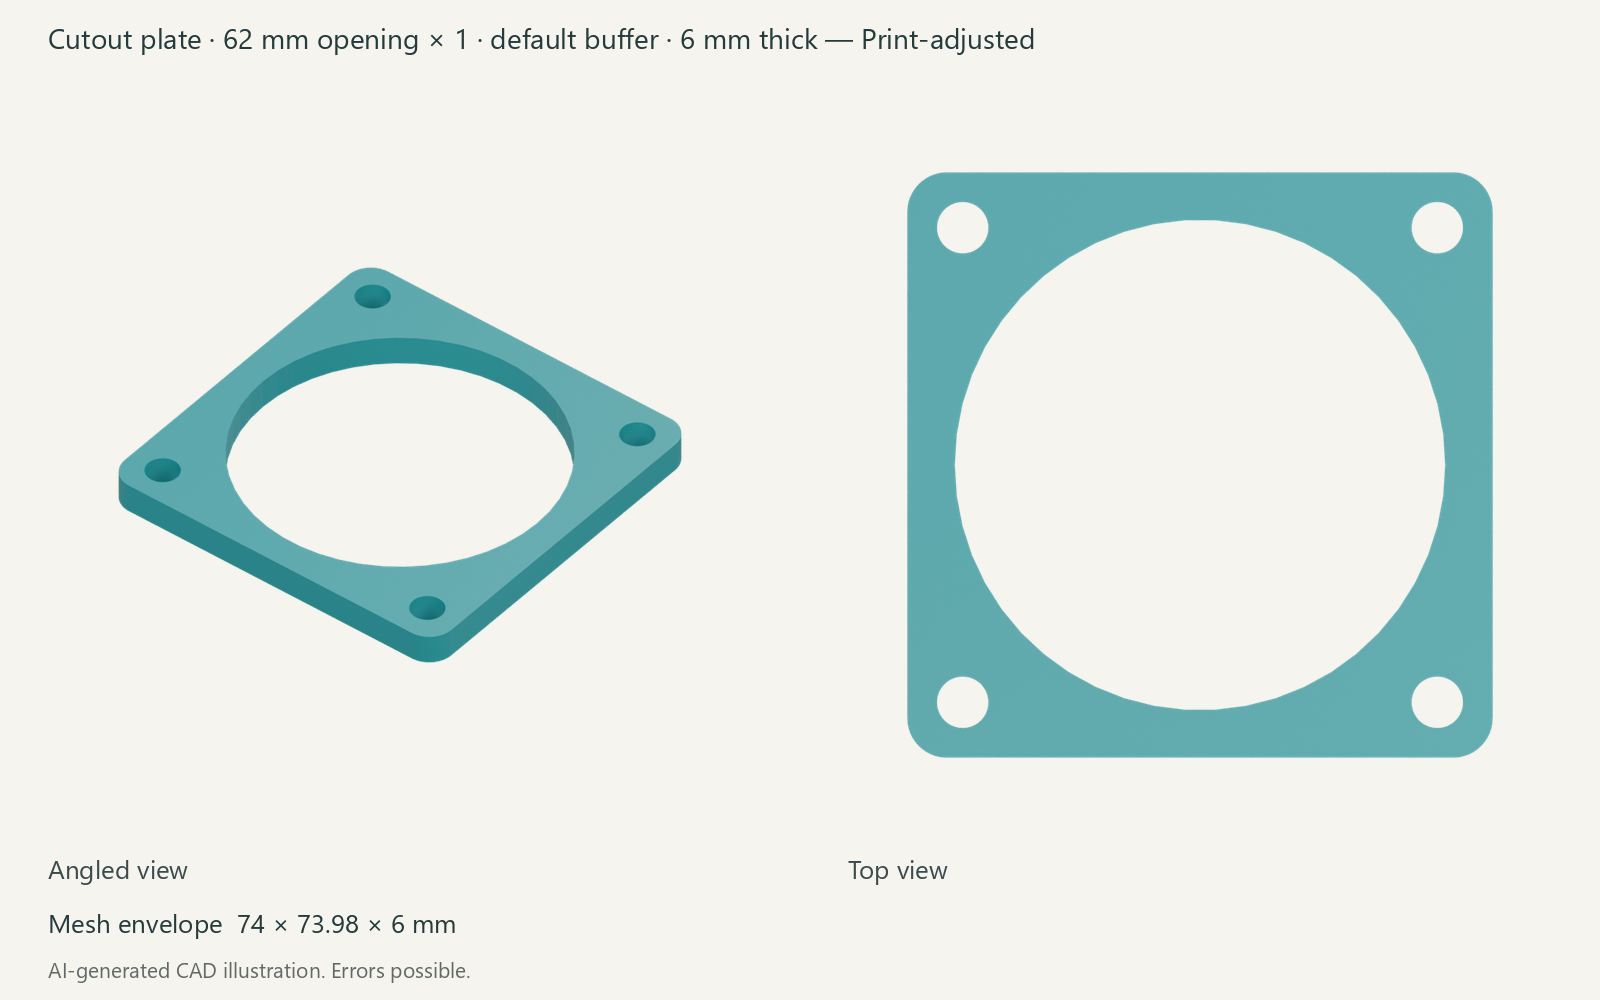 Cutout plate · 62 mm opening × 1 · default buffer · 6 mm thick — Print-adjusted
Angled view
Top view
Mesh envelope 74 × 73.98 × 6 mm
AI-generated CAD illustration. Errors possible.